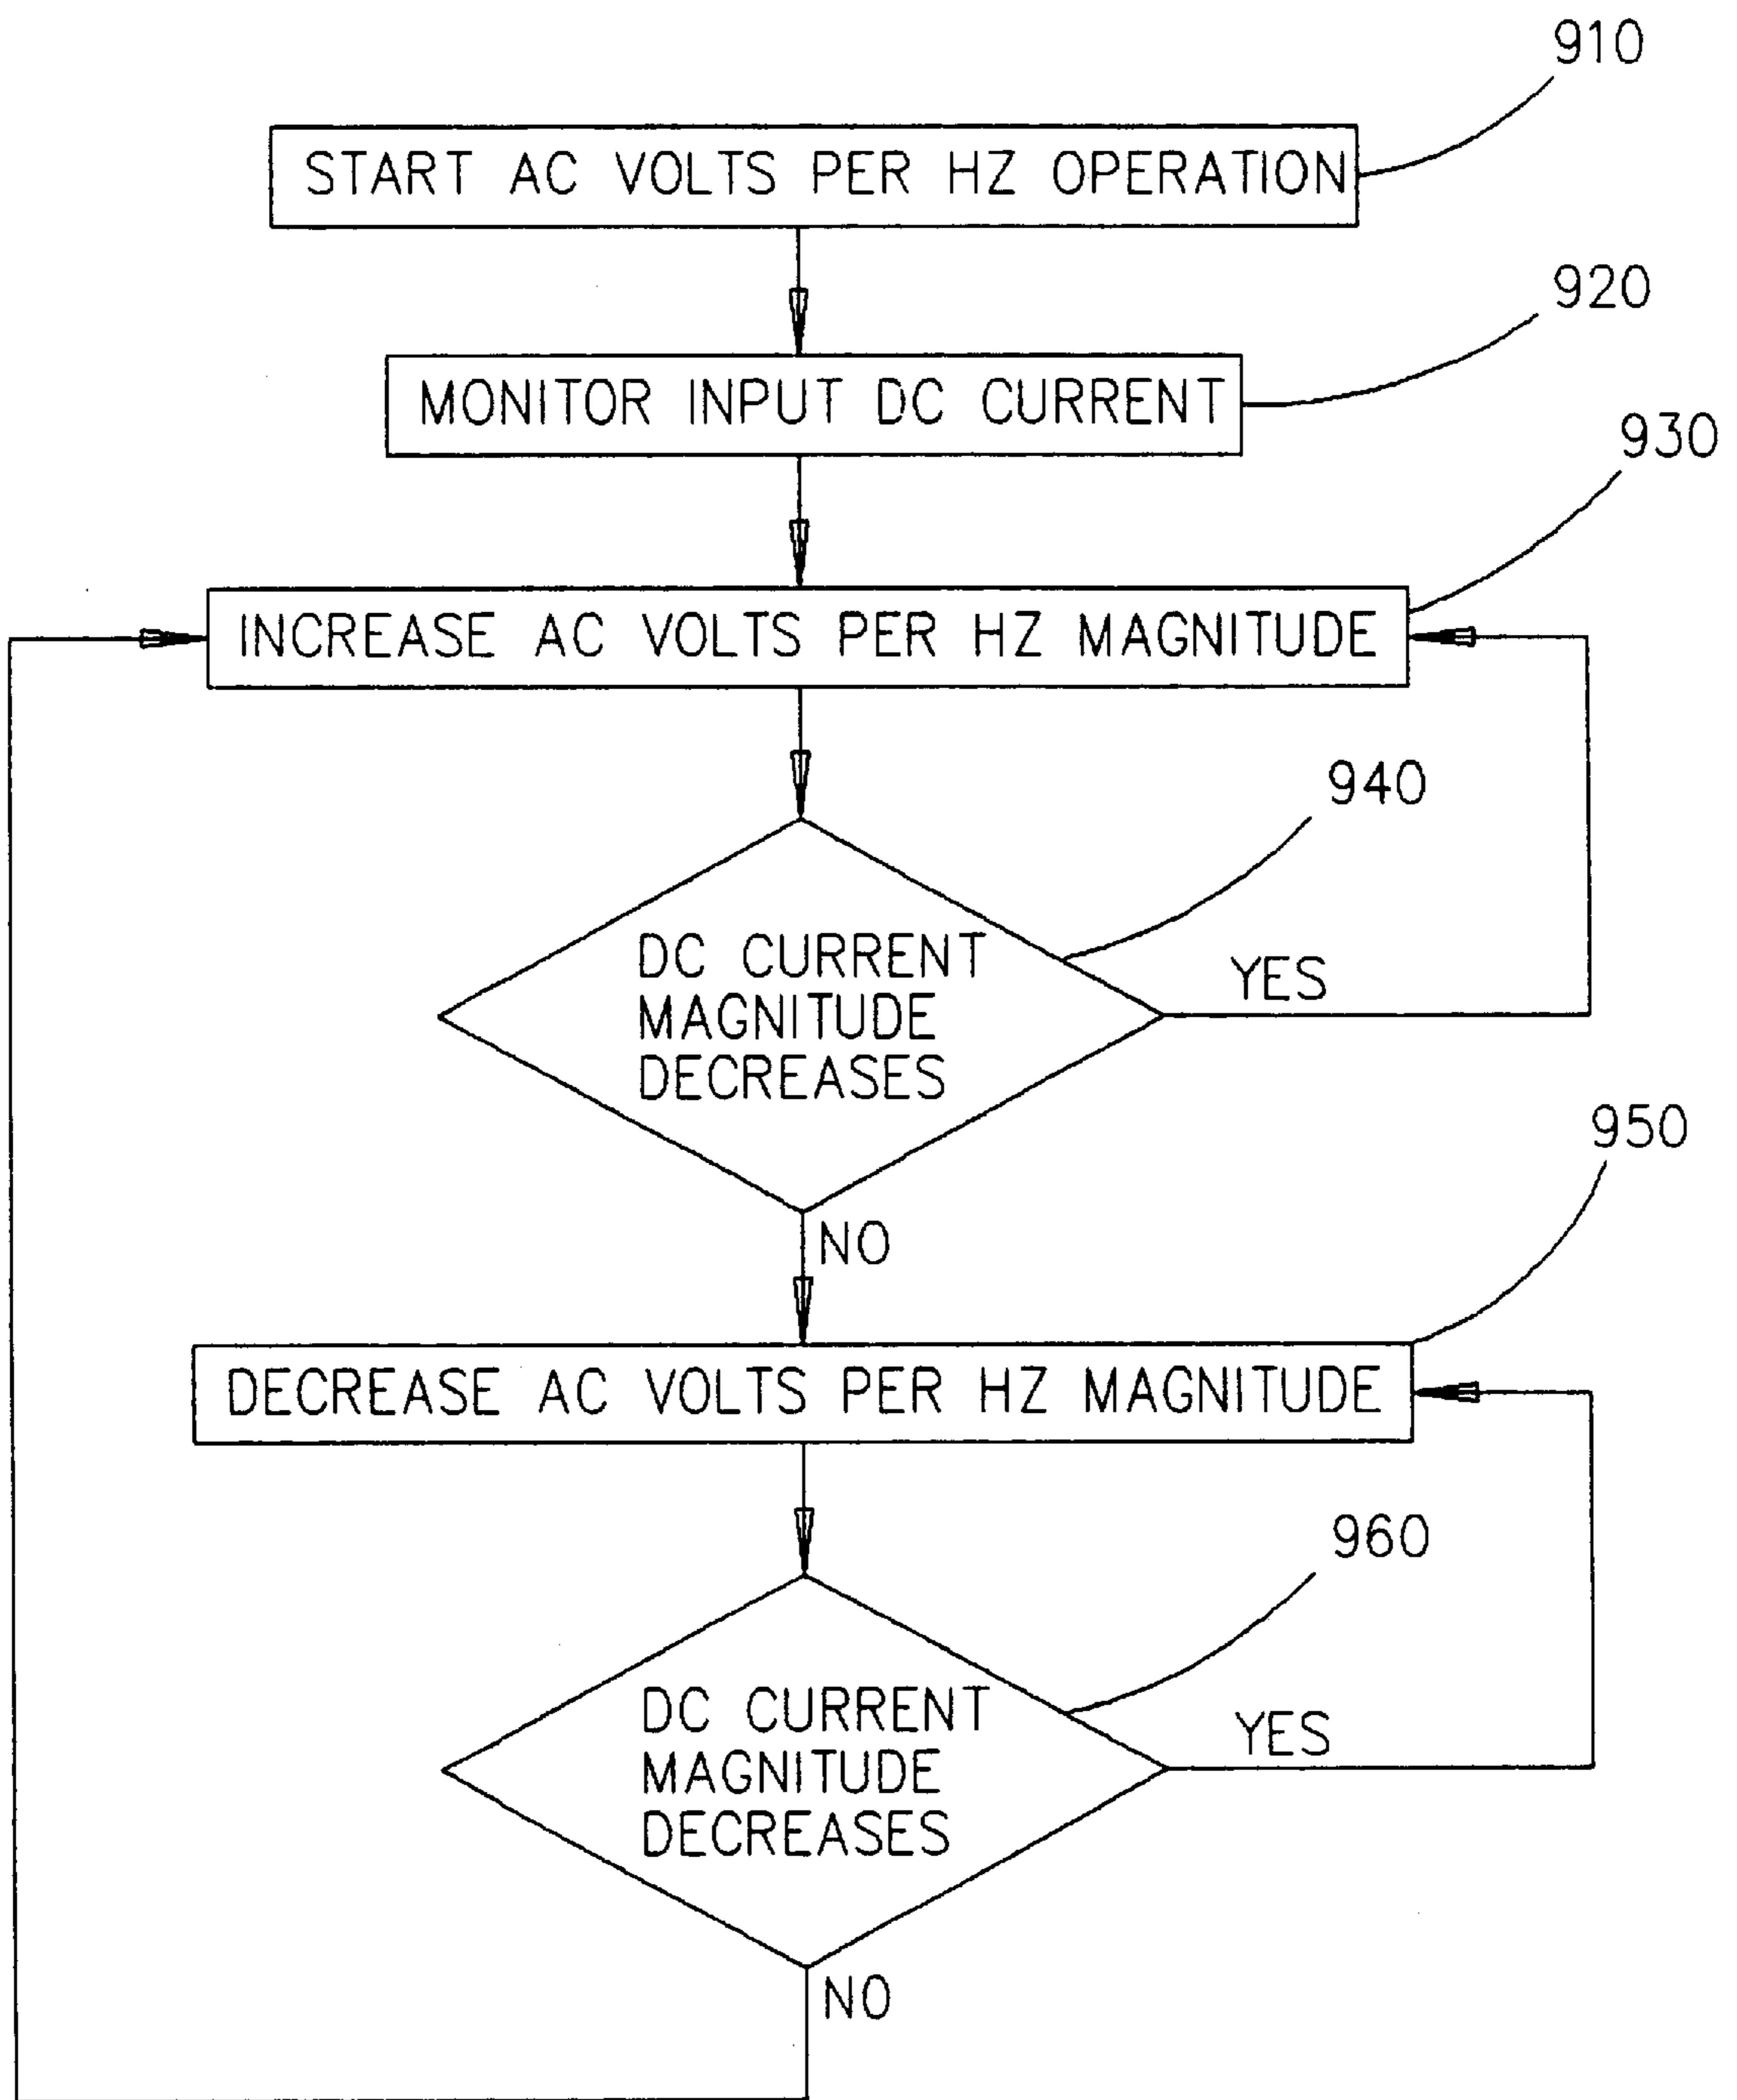 910
START AC VOLTS PER HZ OPERATION
920
MONITOR INPUT DC CURRENT
930
INCREASE AC VOLTS PER HZ MAGNITUDE
940
DC CURRENT
MAGNITUDE
DECREASES
YES
NO
950
DECREASE AC VOLTS PER HZ MAGNITUDE
960
DC CURRENT
MAGNITUDE
DECREASES
YES
NO